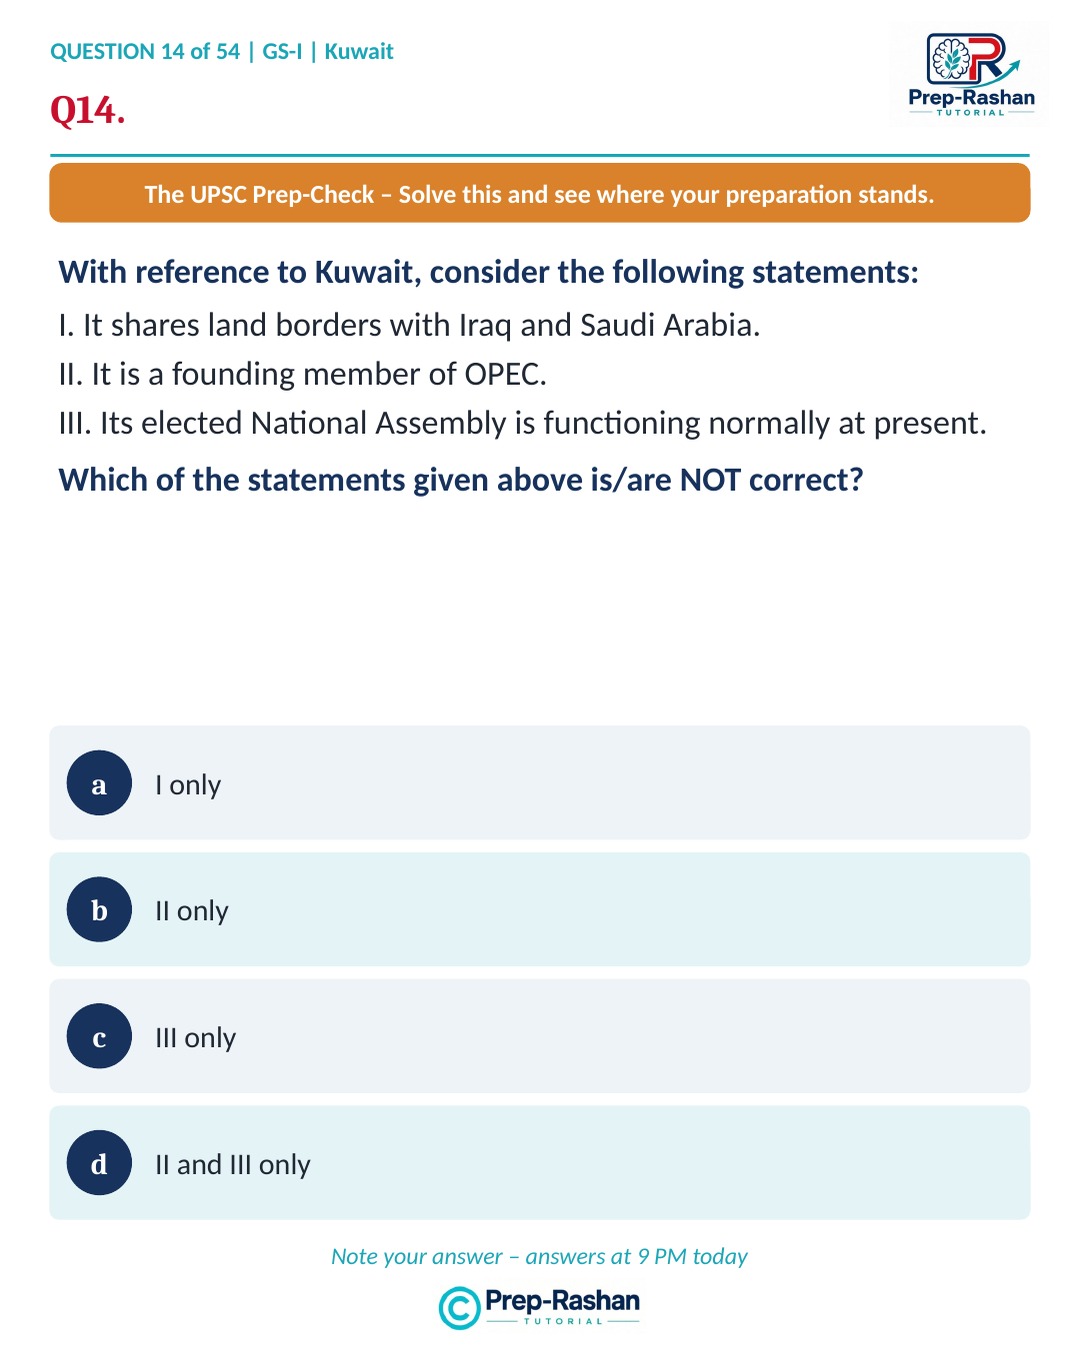 QUESTION 14 of 54 | GS-I | Kuwait
Q14.
R
Prep-Rashan
TUTORIAL
The UPSC Prep-Check – Solve this and see where your preparation stands.
With reference to Kuwait, consider the following statements:
I. It shares land borders with Iraq and Saudi Arabia.
II. It is a founding member of OPEC.
III. Its elected National Assembly is functioning normally at present.
Which of the statements given above is/are NOT correct?
a I only
b II only
c III only
d II and III only
Note your answer – answers at 9 PM today
© Prep-Rashan
TUTORIAL